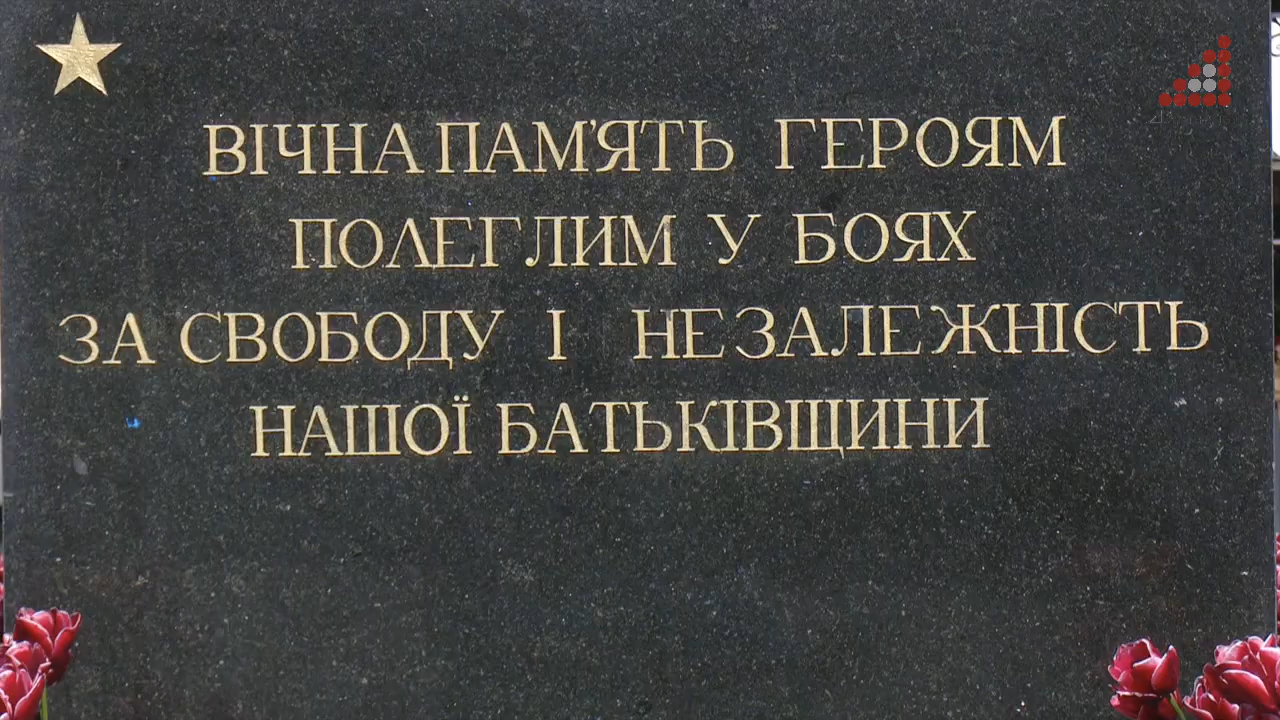 ВІЧНА ПАМ'ЯТЬ ГЕРОЯМ
ПОЛЕГЛИМ У БОЯХ
ЗА СВОБОДУ І НЕЗАЛЕЖНІСТЬ
НАШОЇ БАТЬКІВЩИНИ